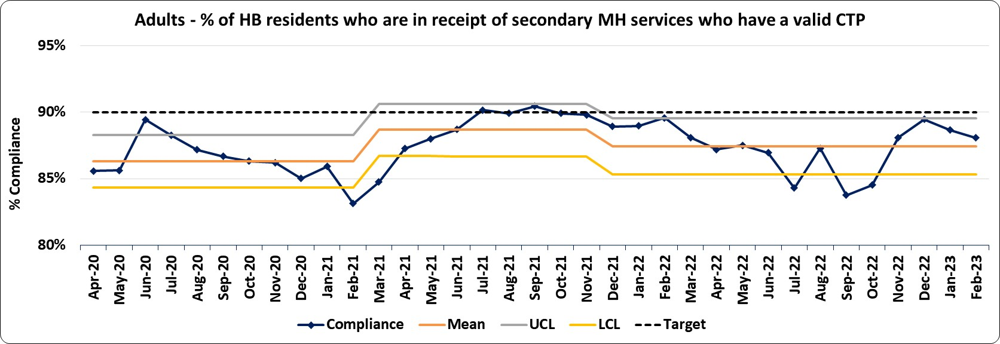 Adults - % of HB residents who are in receipt of secondary MH services who have a valid CTP
% Compliance
95%
90%
85%
80%
Apr-20
May-20
Jun-20
Jul-20
Aug-20
Sep-20
Oct-20
Nov-20
Dec-20
Jan-21
Feb-21
Mar-21
Apr-21
May-21
Jun-21
Jul-21
Aug-21
Sep-21
Oct-21
Nov-21
Dec-21
Jan-22
Feb-22
Mar-22
Apr-22
May-22
Jun-22
Jul-22
Aug-22
Sep-22
Oct-22
Nov-22
Dec-22
Jan-23
Feb-23
Compliance Mean UCL LCL Target